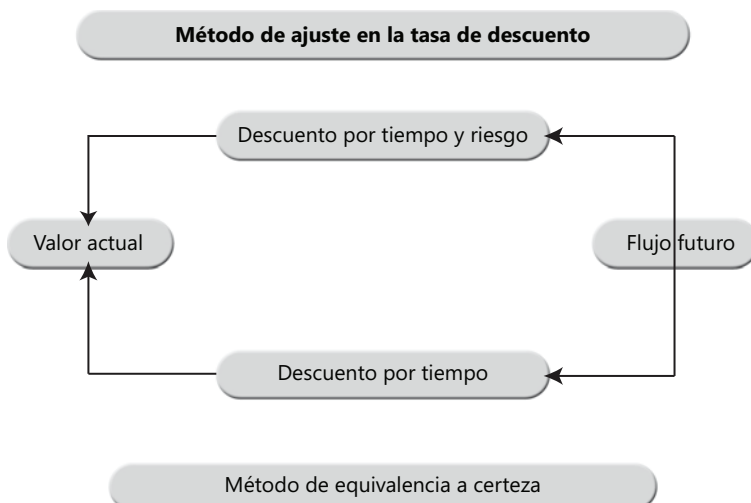 Método de ajuste en la tasa de descuento
Descuento por tiempo y riesgo
Valor actual
Flujo futuro
Descuento por tiempo
Método de equivalencia a certeza